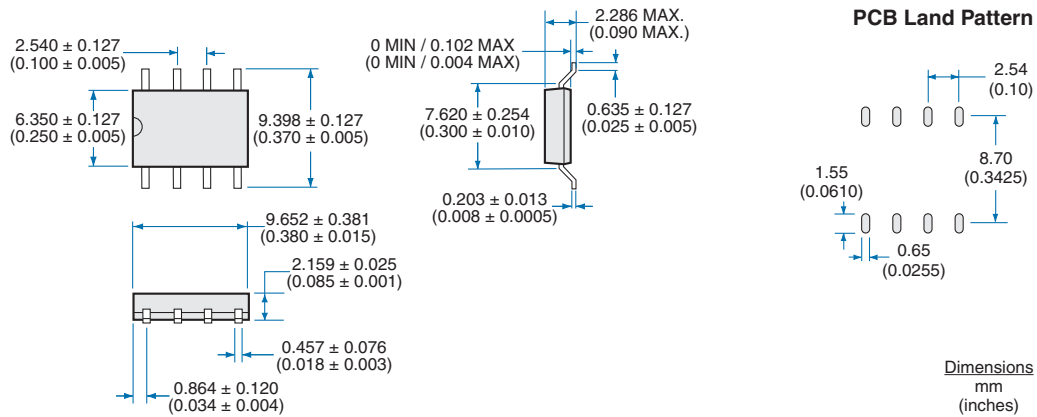 2.540 ± 0.127
(0.100 ± 0.005)
6.350 ± 0.127
(0.250 ± 0.005)
9.398 ± 0.127
(0.370 ± 0.005)
9.652 ± 0.381
(0.380 ± 0.015)
2.159 ± 0.025
(0.085 ± 0.001)
0.457 ± 0.076
(0.018 ± 0.003)
0.864 ± 0.120
(0.034 ± 0.004)
2.286 MAX.
(0.090 MAX.)
0 MIN / 0.102 MAX
(0 MIN / 0.004 MAX)
7.620 ± 0.254
(0.300 ± 0.010)
0.635 ± 0.127
(0.025 ± 0.005)
0.203 ± 0.013
(0.008 ± 0.0005)
PCB Land Pattern
2.54
(0.10)
8.70
(0.3425)
1.55
(0.0610)
0.65
(0.0255)
Dimensions
mm
(inches)